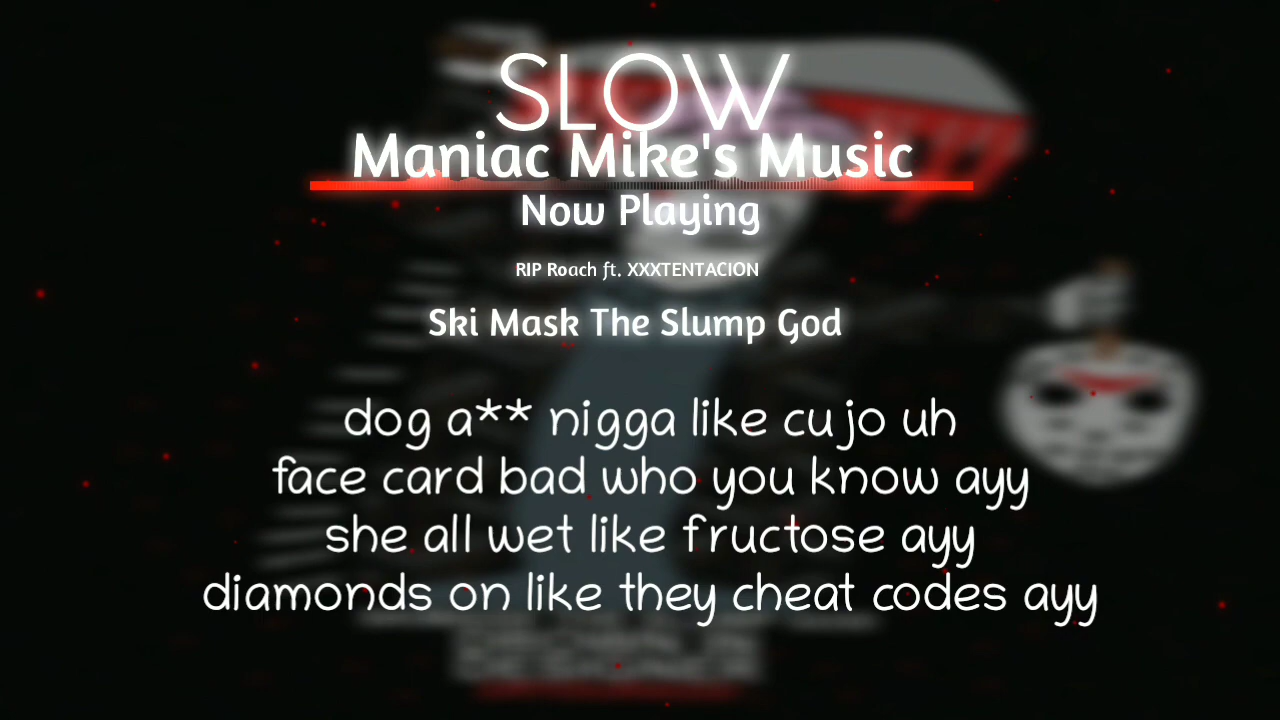 SLOW
Maniac Mike's Music
Now Playing
RIP Roach ft. XXXTENTACION
Ski Mask The Slump God
dog a** nigga like cujo uh
face card bad who you know ayy
she all wet like fructose ayy
diamonds on like they cheat codes ayy